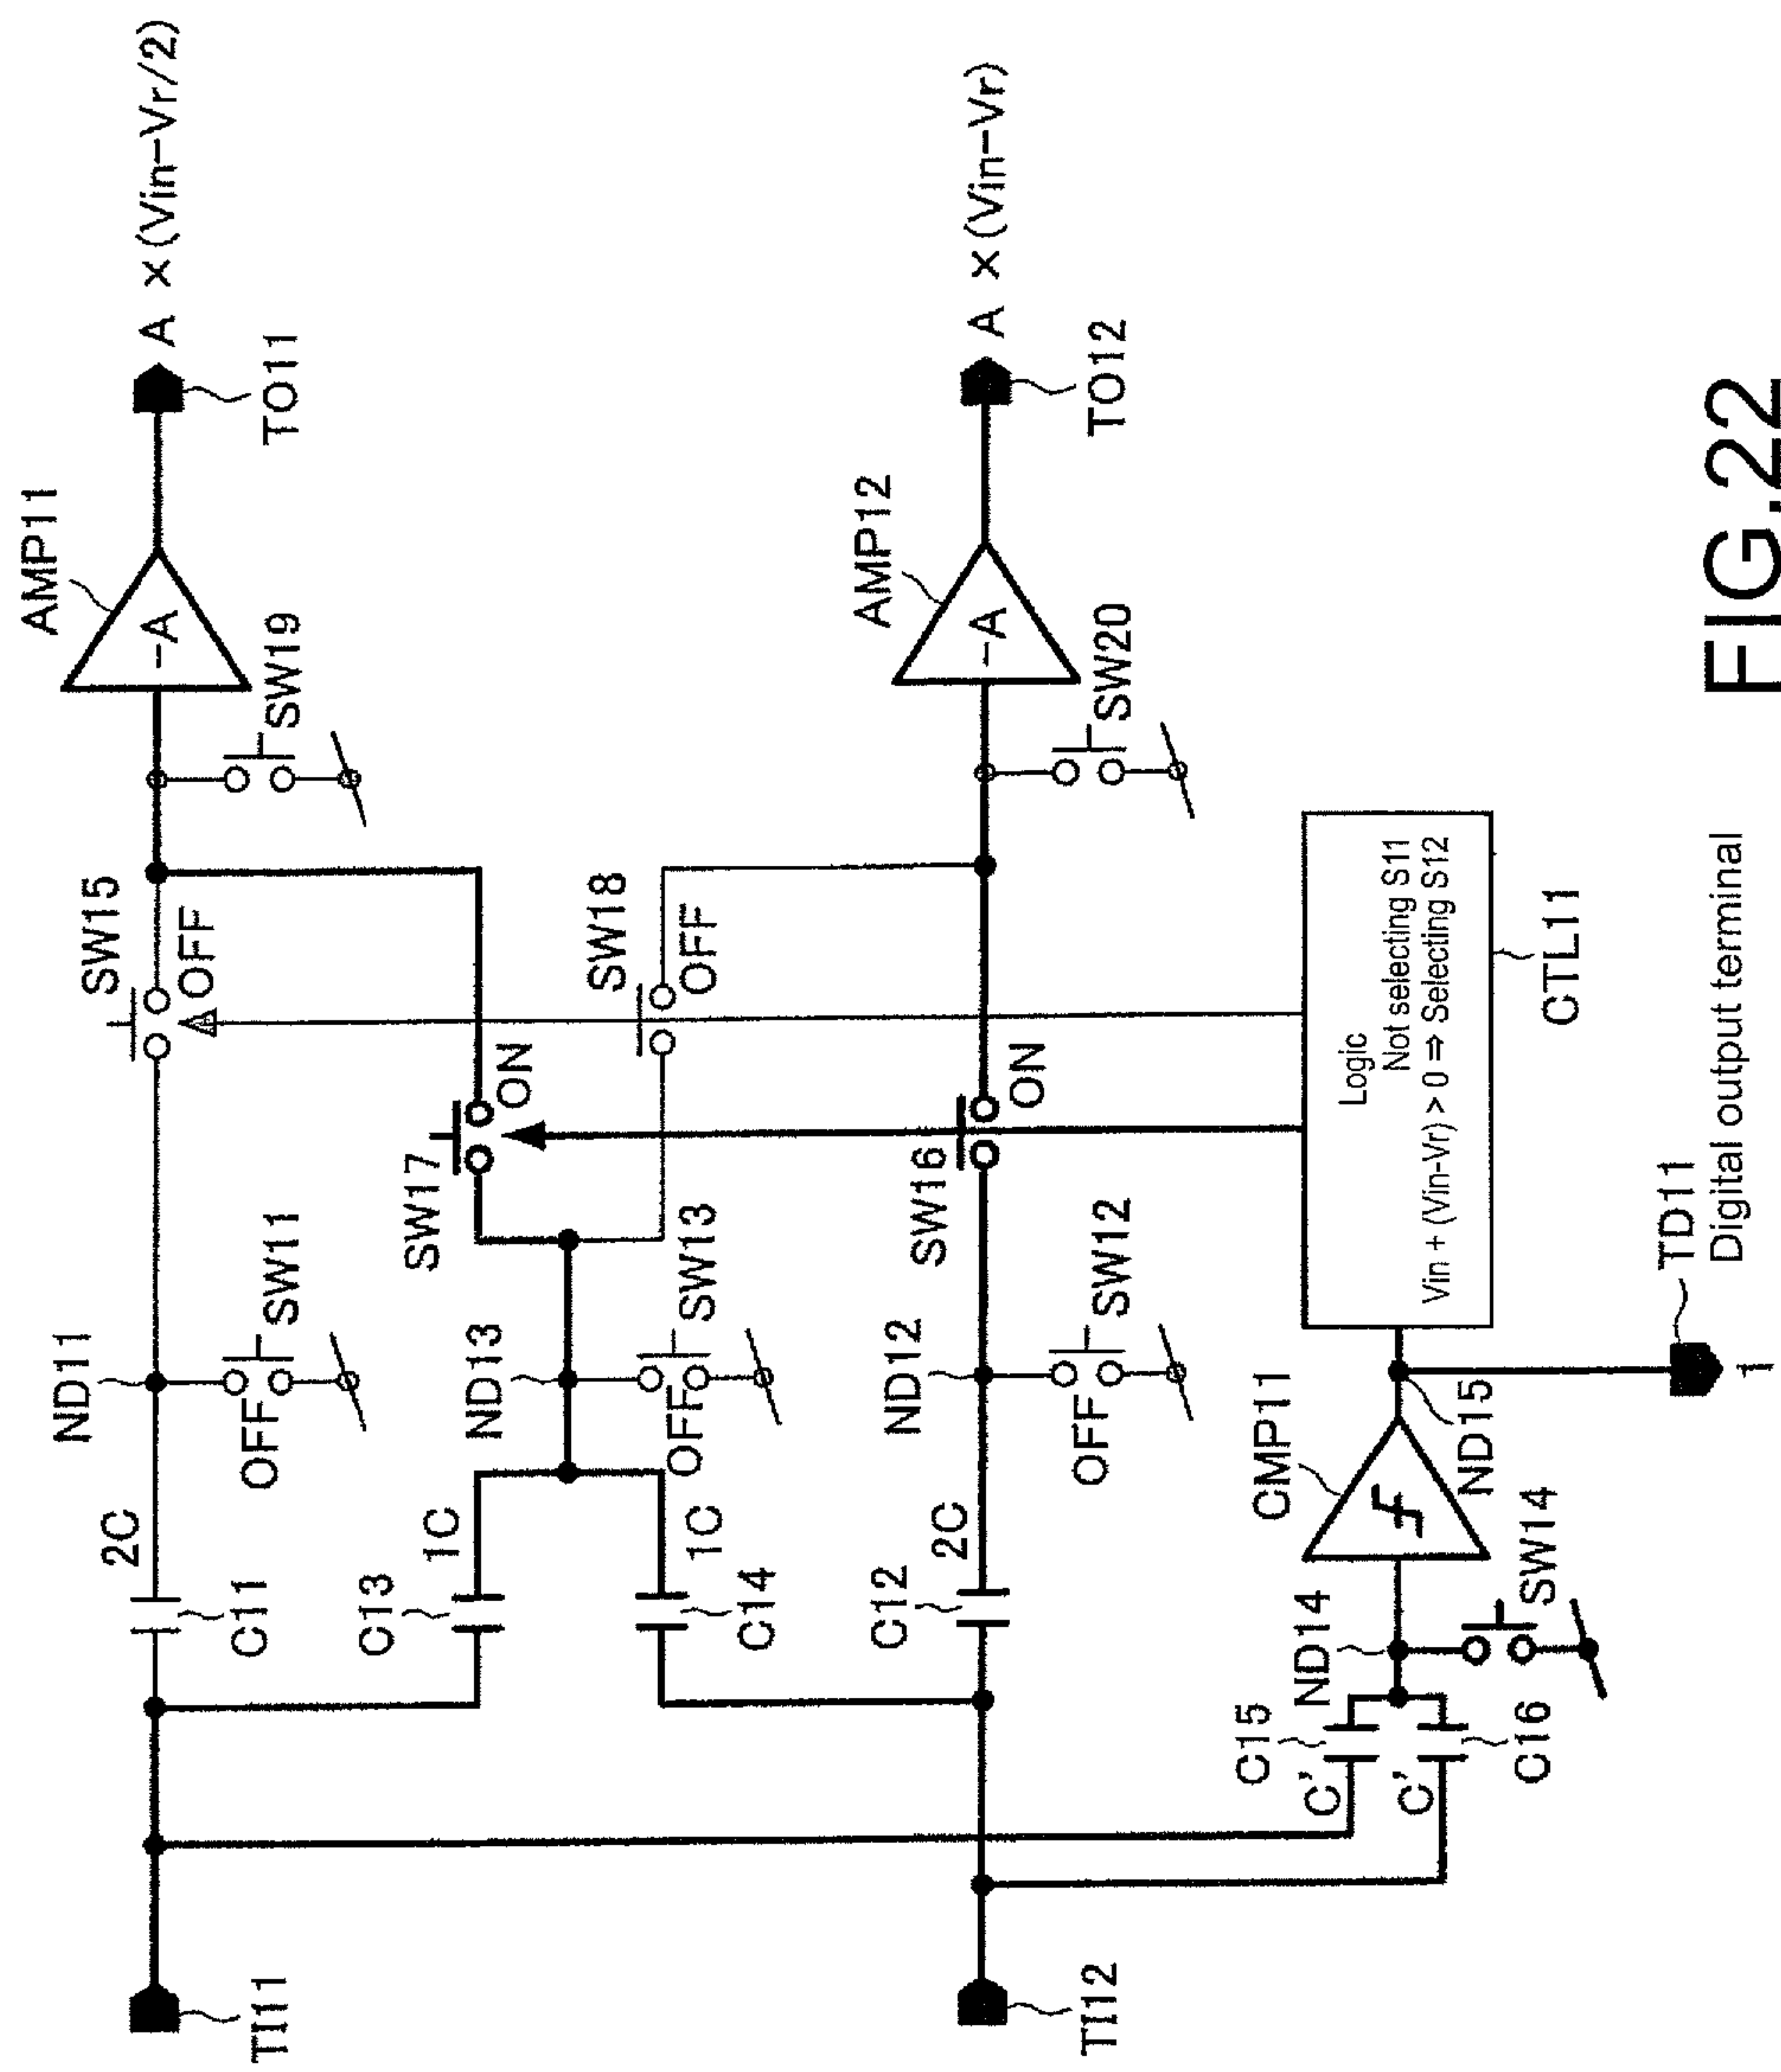 TI11
TI12
C11
2C
C13
1C
C14
1C
C12
2C
ND11
OFF
SW11
ND13
OFF
SW13
ND12
OFF
SW12
SW15
OFF
SW17
ON
SW18
OFF
SW16
ON
AMP11
-A
SW19
TO11
A x (Vin-Vr/2)
AMP12
-A
SW20
TO12
A x (Vin-Vr)
C15
C'
C'
C16
ND14
SW14
CMP11
ND15
Logic
Not selecting S11
Vin + (Vin-Vr) > 0 ⇒ Selecting S12
CTL11
TD11
Digital output terminal
1
FIG.22